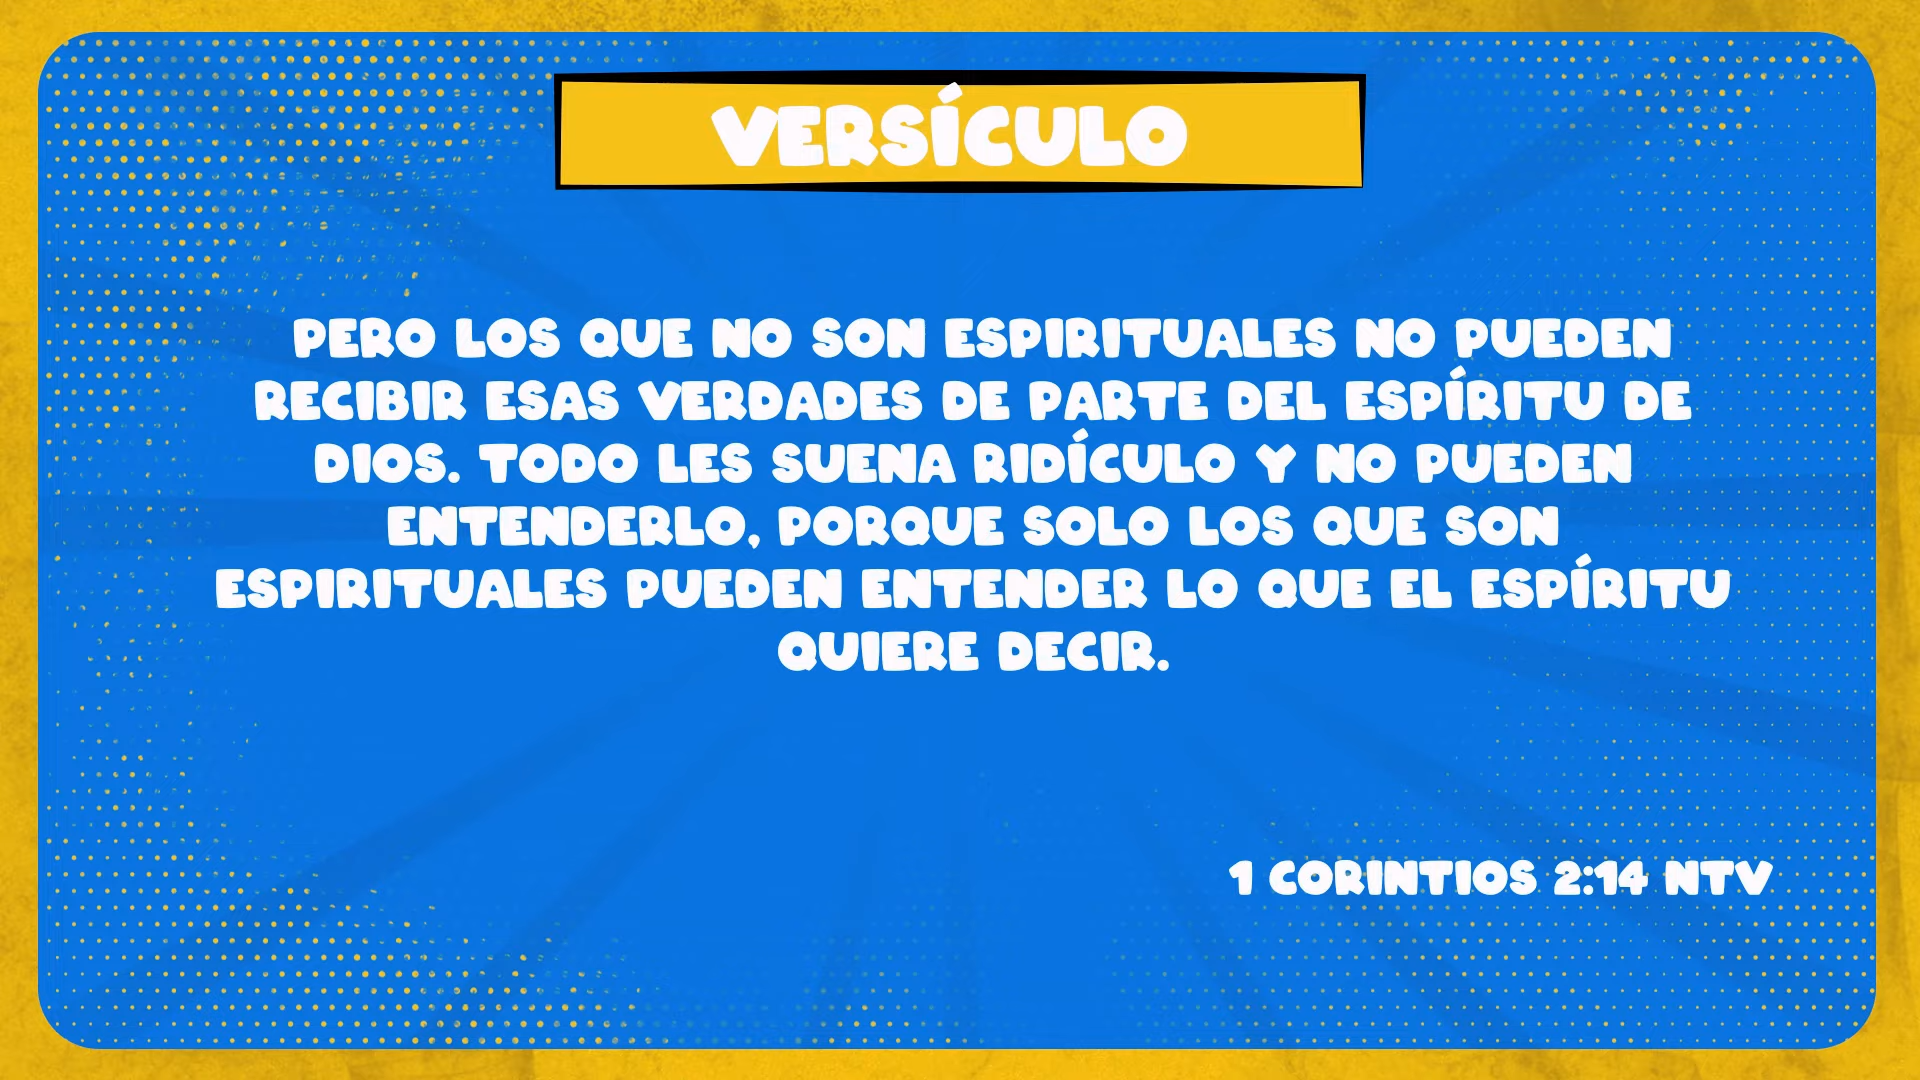 VERSÍCULO
PERO LOS QUE NO SON ESPIRITUALES NO PUEDEN
RECIBIR ESAS VERDADES DE PARTE DEL ESPÍRITU DE
DIOS. TODO LES SUENA RIDÍCULO Y NO PUEDEN
ENTENDERLO, PORQUE SOLO LOS QUE SON
ESPIRITUALES PUEDEN ENTENDER LO QUE EL ESPÍRITU
QUIERE DECIR.
1 CORINTIOS 2:14 NTV